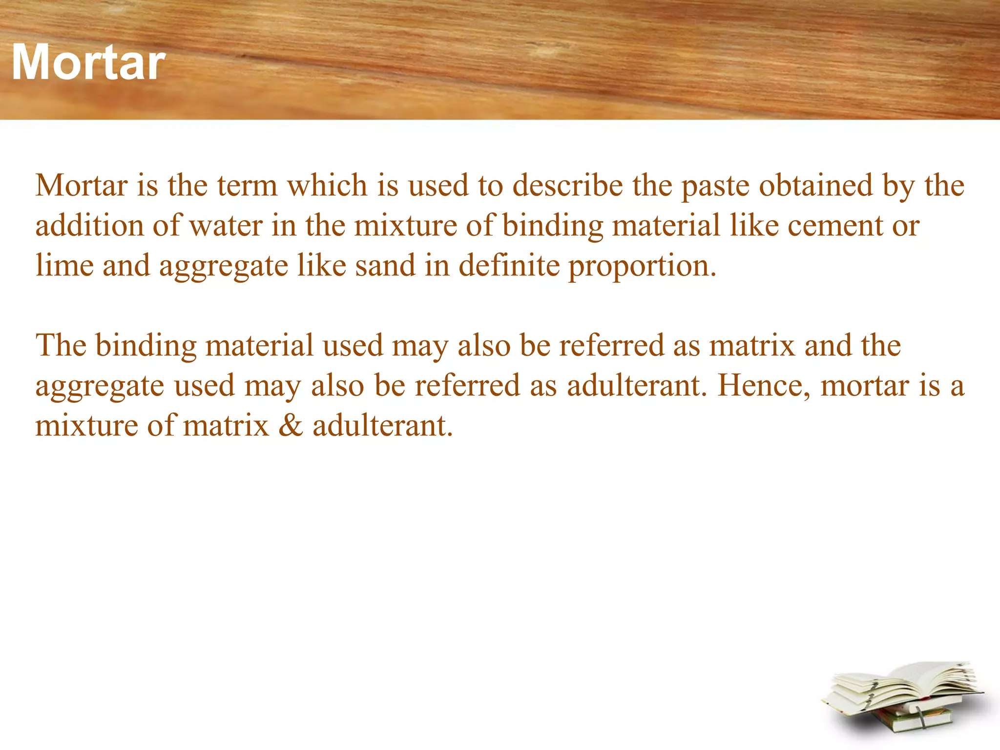 Mortar
Mortar is the term which is used to describe the paste obtained by the
addition of water in the mixture of binding material like cement or
lime and aggregate like sand in definite proportion.
The binding material used may also be referred as matrix and the
aggregate used may also be referred as adulterant. Hence, mortar is a
mixture of matrix & adulterant.